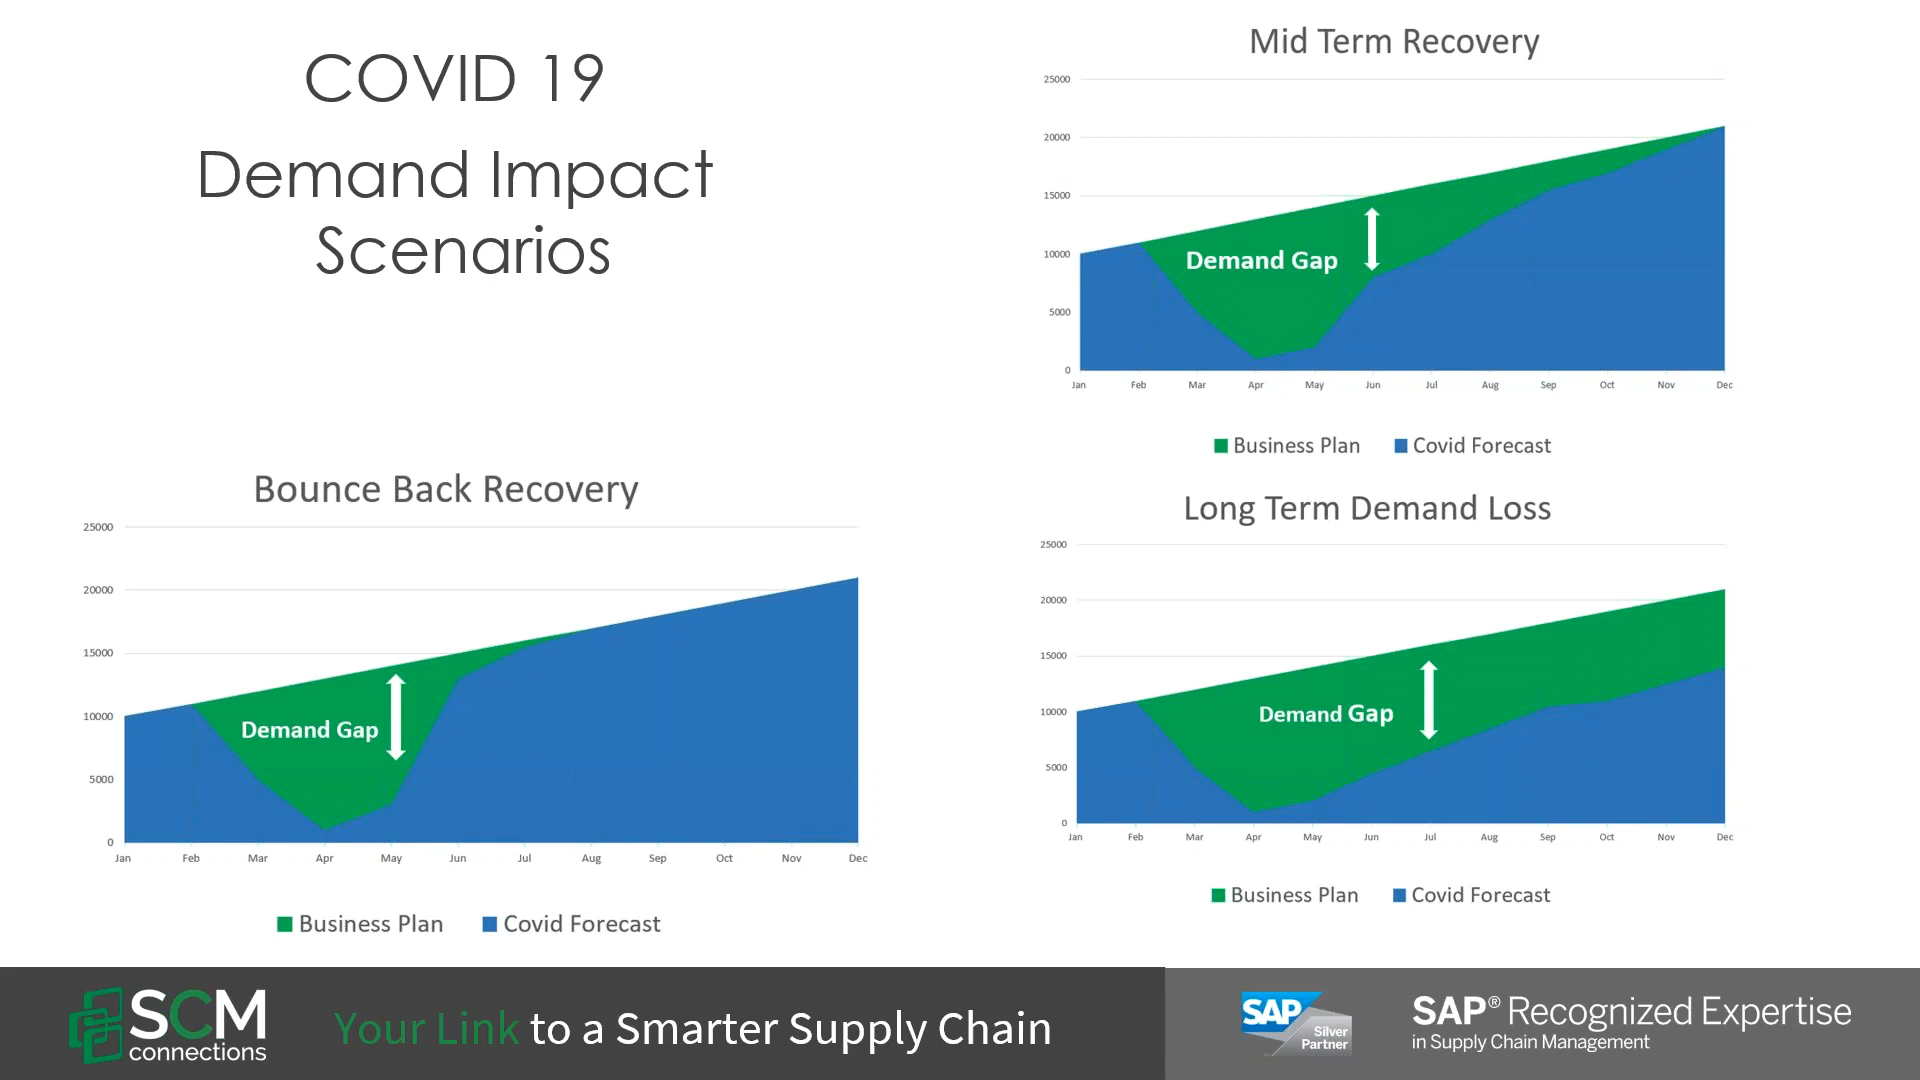 COVID 19
Demand Impact
Scenarios
Mid Term Recovery
25000
20000
15000
10000
5000
0
Demand Gap
Jan Feb Mar Apr May Jun Jul Aug Sep Oct Nov Dec
Business Plan Covid Forecast
Bounce Back Recovery
25000
20000
15000
10000
5000
0
Demand Gap
Jan Feb Mar Apr May Jun Jul Aug Sep Oct Nov Dec
Business Plan Covid Forecast
Long Term Demand Loss
25000
20000
15000
10000
5000
0
Demand Gap
Jan Feb Mar Apr May Jun Jul Aug Sep Oct Nov Dec
Business Plan Covid Forecast
SCM
connections
Your Link to a Smarter Supply Chain
SAP
Silver
Partner
SAP® Recognized Expertise
in Supply Chain Management